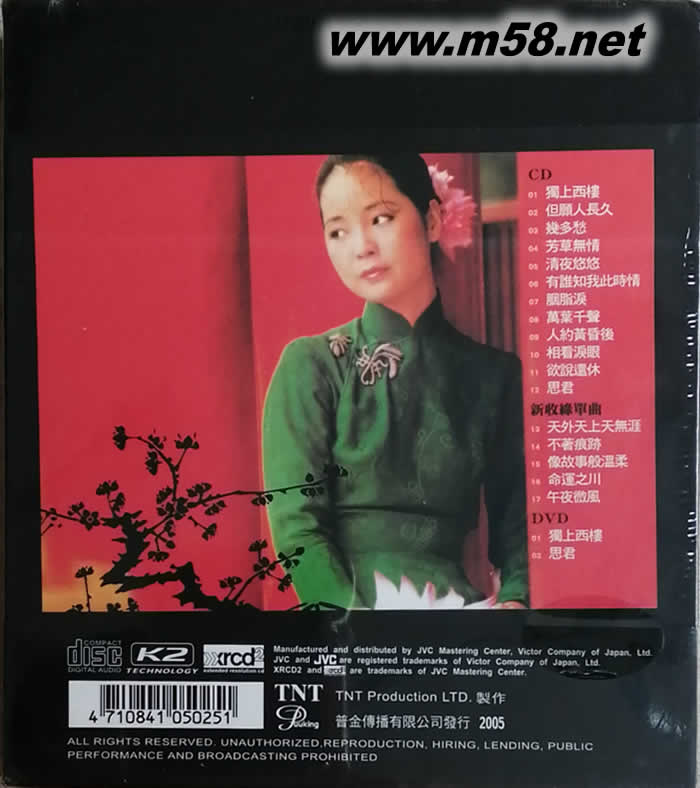 www.m58.net
CD
01 獨上西樓
02 但願人長久
03 幾多愁
04 芳草無情
05 清夜悠悠
06 有誰知我此時情
07 胭脂淚
08 萬葉千聲
09 人約黃昏後
10 相看淚眼
11 欲說還休
12 思君
新收錄單曲
13 天外天上天無涯
14 不著痕跡
15 像故事般溫柔
16 命運之川
17 午夜微風
DVD
01 獨上西樓
02 思君
COMPACT
disc
DIGITAL AUDIO
K2
TECHNOLOGY
xrcd2
extended resolution cd
Manufactured and distributed by JVC Mastering Center, Victor Company of Japan, Ltd.
JVC and JVC are registered trademarks of Victor Company of Japan, Ltd.
XRCD2 and xrcd2 are trademarks of JVC Mastering Center.
4 710841 050251
TNT
TNT Production LTD. 製作
普金傳播有限公司發行 2005
ALL RIGHTS RESERVED. UNAUTHORIZED,REPRODUCTION, HIRING, LENDING, PUBLIC
PERFORMANCE AND BROADCASTING PROHIBITED